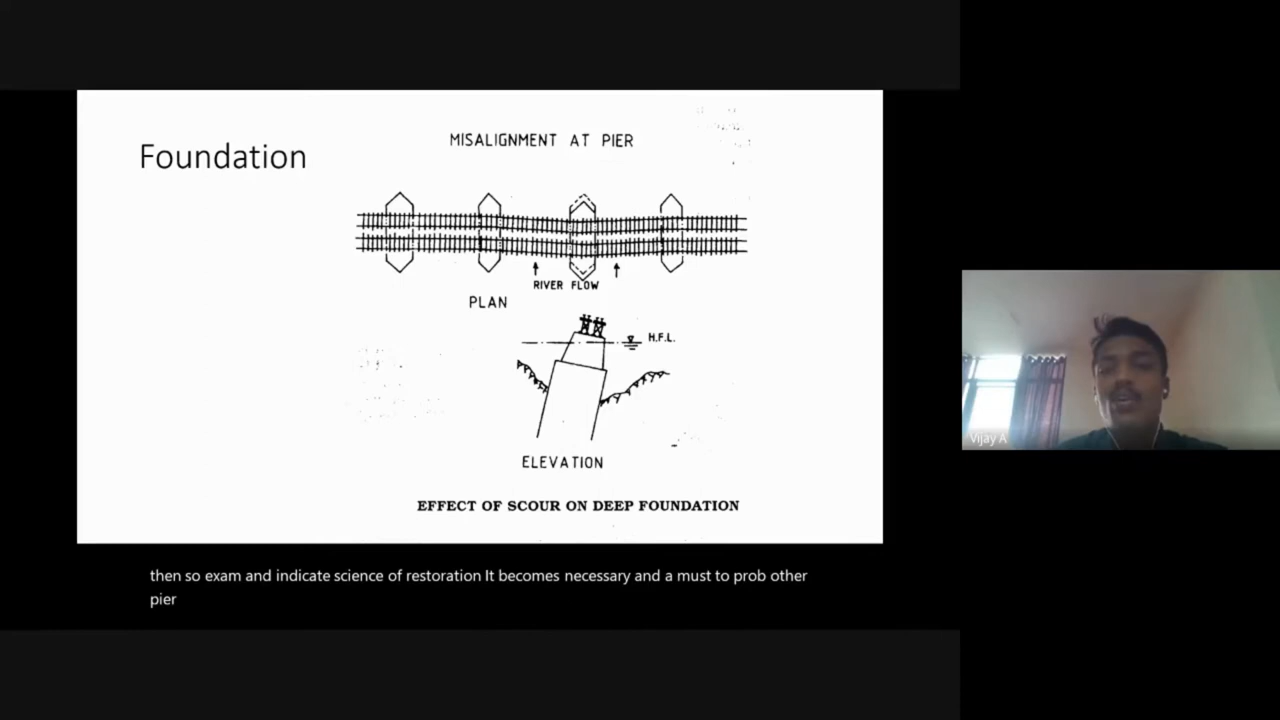 Foundation
MISALIGNMENT AT PIER
RIVER FLOW
PLAN
H.F.L.
ELEVATION
EFFECT OF SCOUR ON DEEP FOUNDATION
Vijay A
then so exam and indicate science of restoration It becomes necessary and a must to prob other
pier